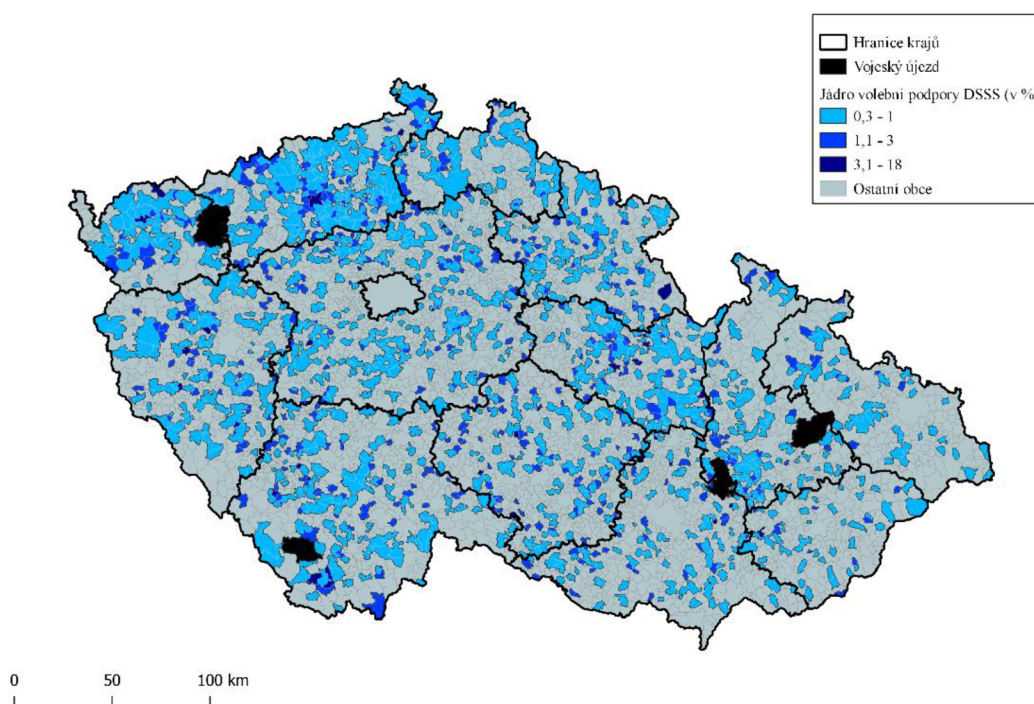 Hranice krajů
Vojeský újezd
Jádro volební podpory DSSS (v %
0,3 - 1
1,1 - 3
3,1 - 18
Ostatní obce
0 50 100 km